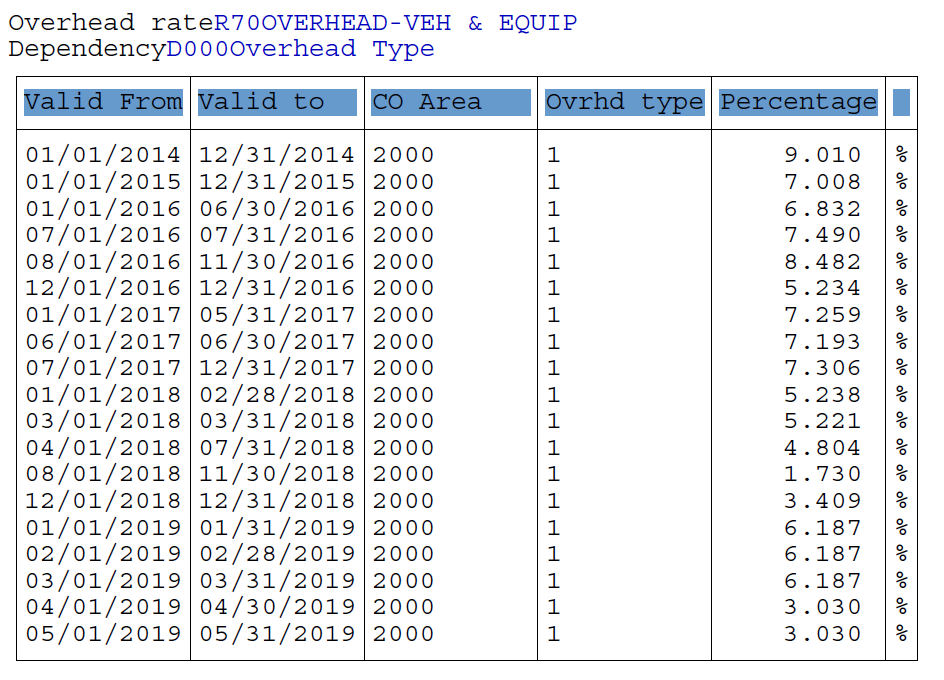 Overhead rateR70OVERHEAD-VEH & EQUIP
DependencyD000Overhead Type
Valid From Valid to CO Area Ovrhd type Percentage
01/01/2014 12/31/2014 2000 1 9.010 %
01/01/2015 12/31/2015 2000 1 7.008 %
01/01/2016 06/30/2016 2000 1 6.832 %
07/01/2016 07/31/2016 2000 1 7.490 %
08/01/2016 11/30/2016 2000 1 8.482 %
12/01/2016 12/31/2016 2000 1 5.234 %
01/01/2017 05/31/2017 2000 1 7.259 %
06/01/2017 06/30/2017 2000 1 7.193 %
07/01/2017 12/31/2017 2000 1 7.306 %
01/01/2018 02/28/2018 2000 1 5.238 %
03/01/2018 03/31/2018 2000 1 5.221 %
04/01/2018 07/31/2018 2000 1 4.804 %
08/01/2018 11/30/2018 2000 1 1.730 %
12/01/2018 12/31/2018 2000 1 3.409 %
01/01/2019 01/31/2019 2000 1 6.187 %
02/01/2019 02/28/2019 2000 1 6.187 %
03/01/2019 03/31/2019 2000 1 6.187 %
04/01/2019 04/30/2019 2000 1 3.030 %
05/01/2019 05/31/2019 2000 1 3.030 %